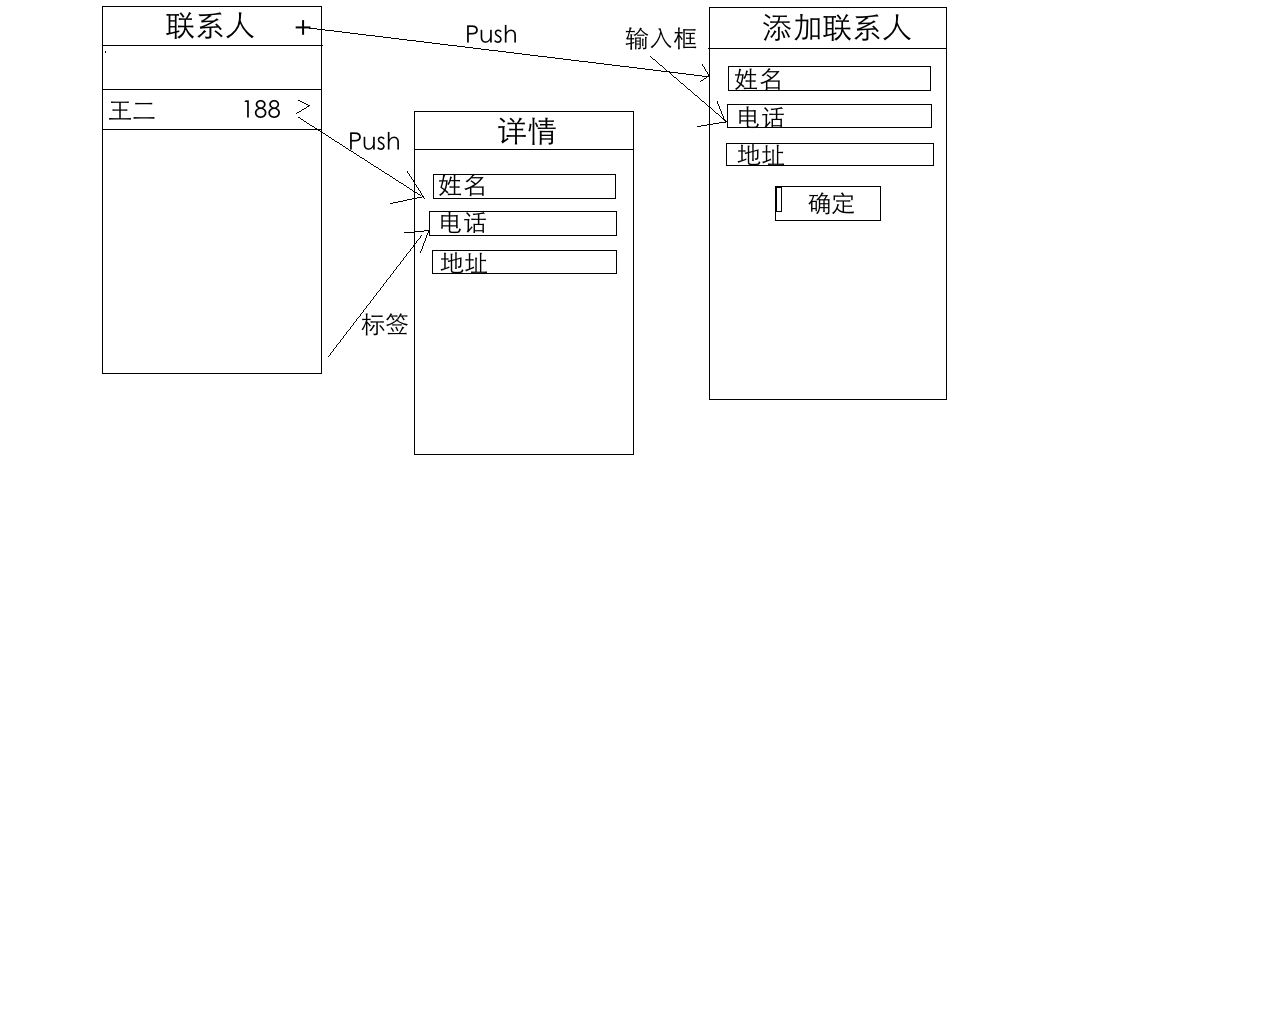 联系人 +
王二 188 >
Push
Push
标签
详情
姓名
电话
地址
输入框
添加联系人
姓名
电话
地址
确定